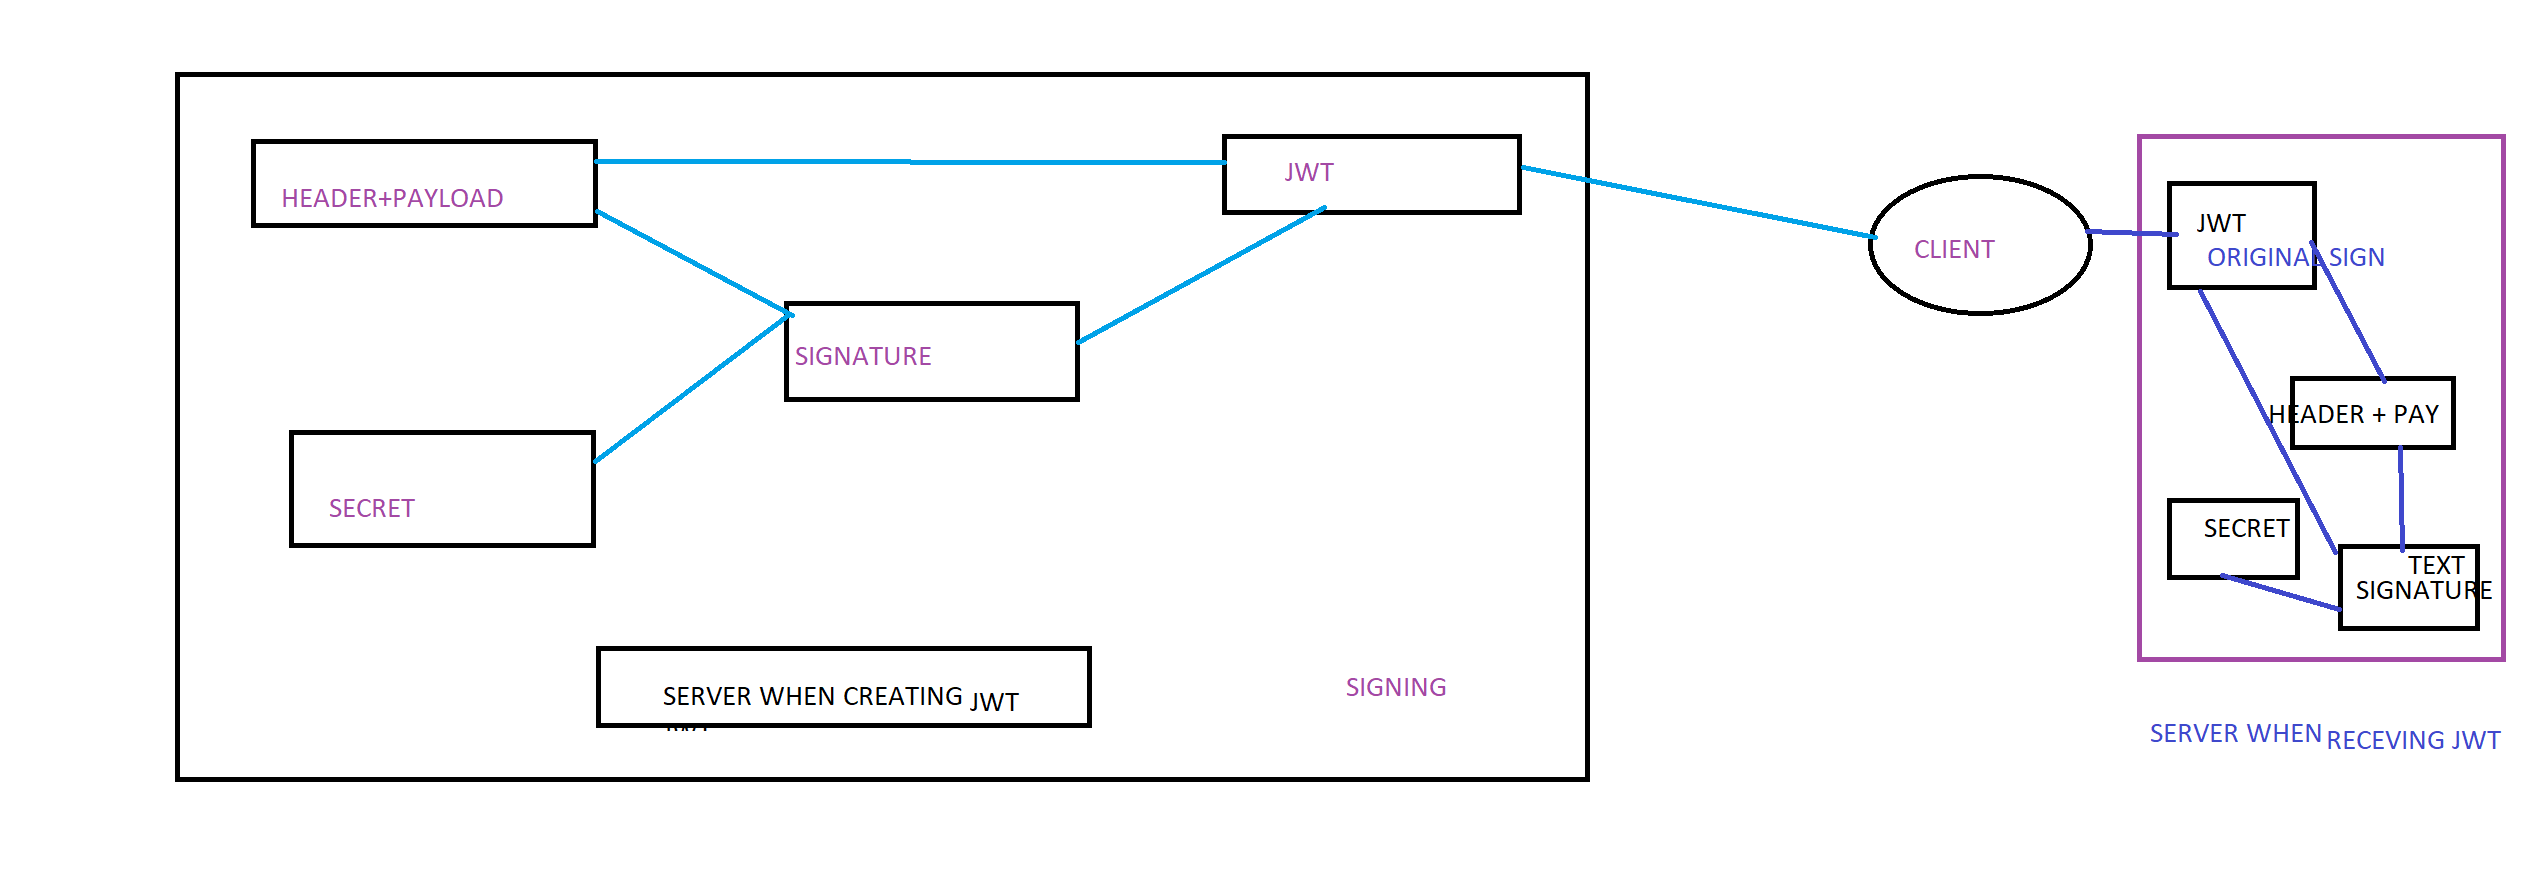 HEADER+PAYLOAD
JWT
SIGNATURE
SECRET
SERVER WHEN CREATING JWT
SIGNING
CLIENT
JWT
ORIGINAL SIGN
HEADER + PAY
SECRET
TEXT
SIGNATURE
SERVER WHEN RECEVING JWT